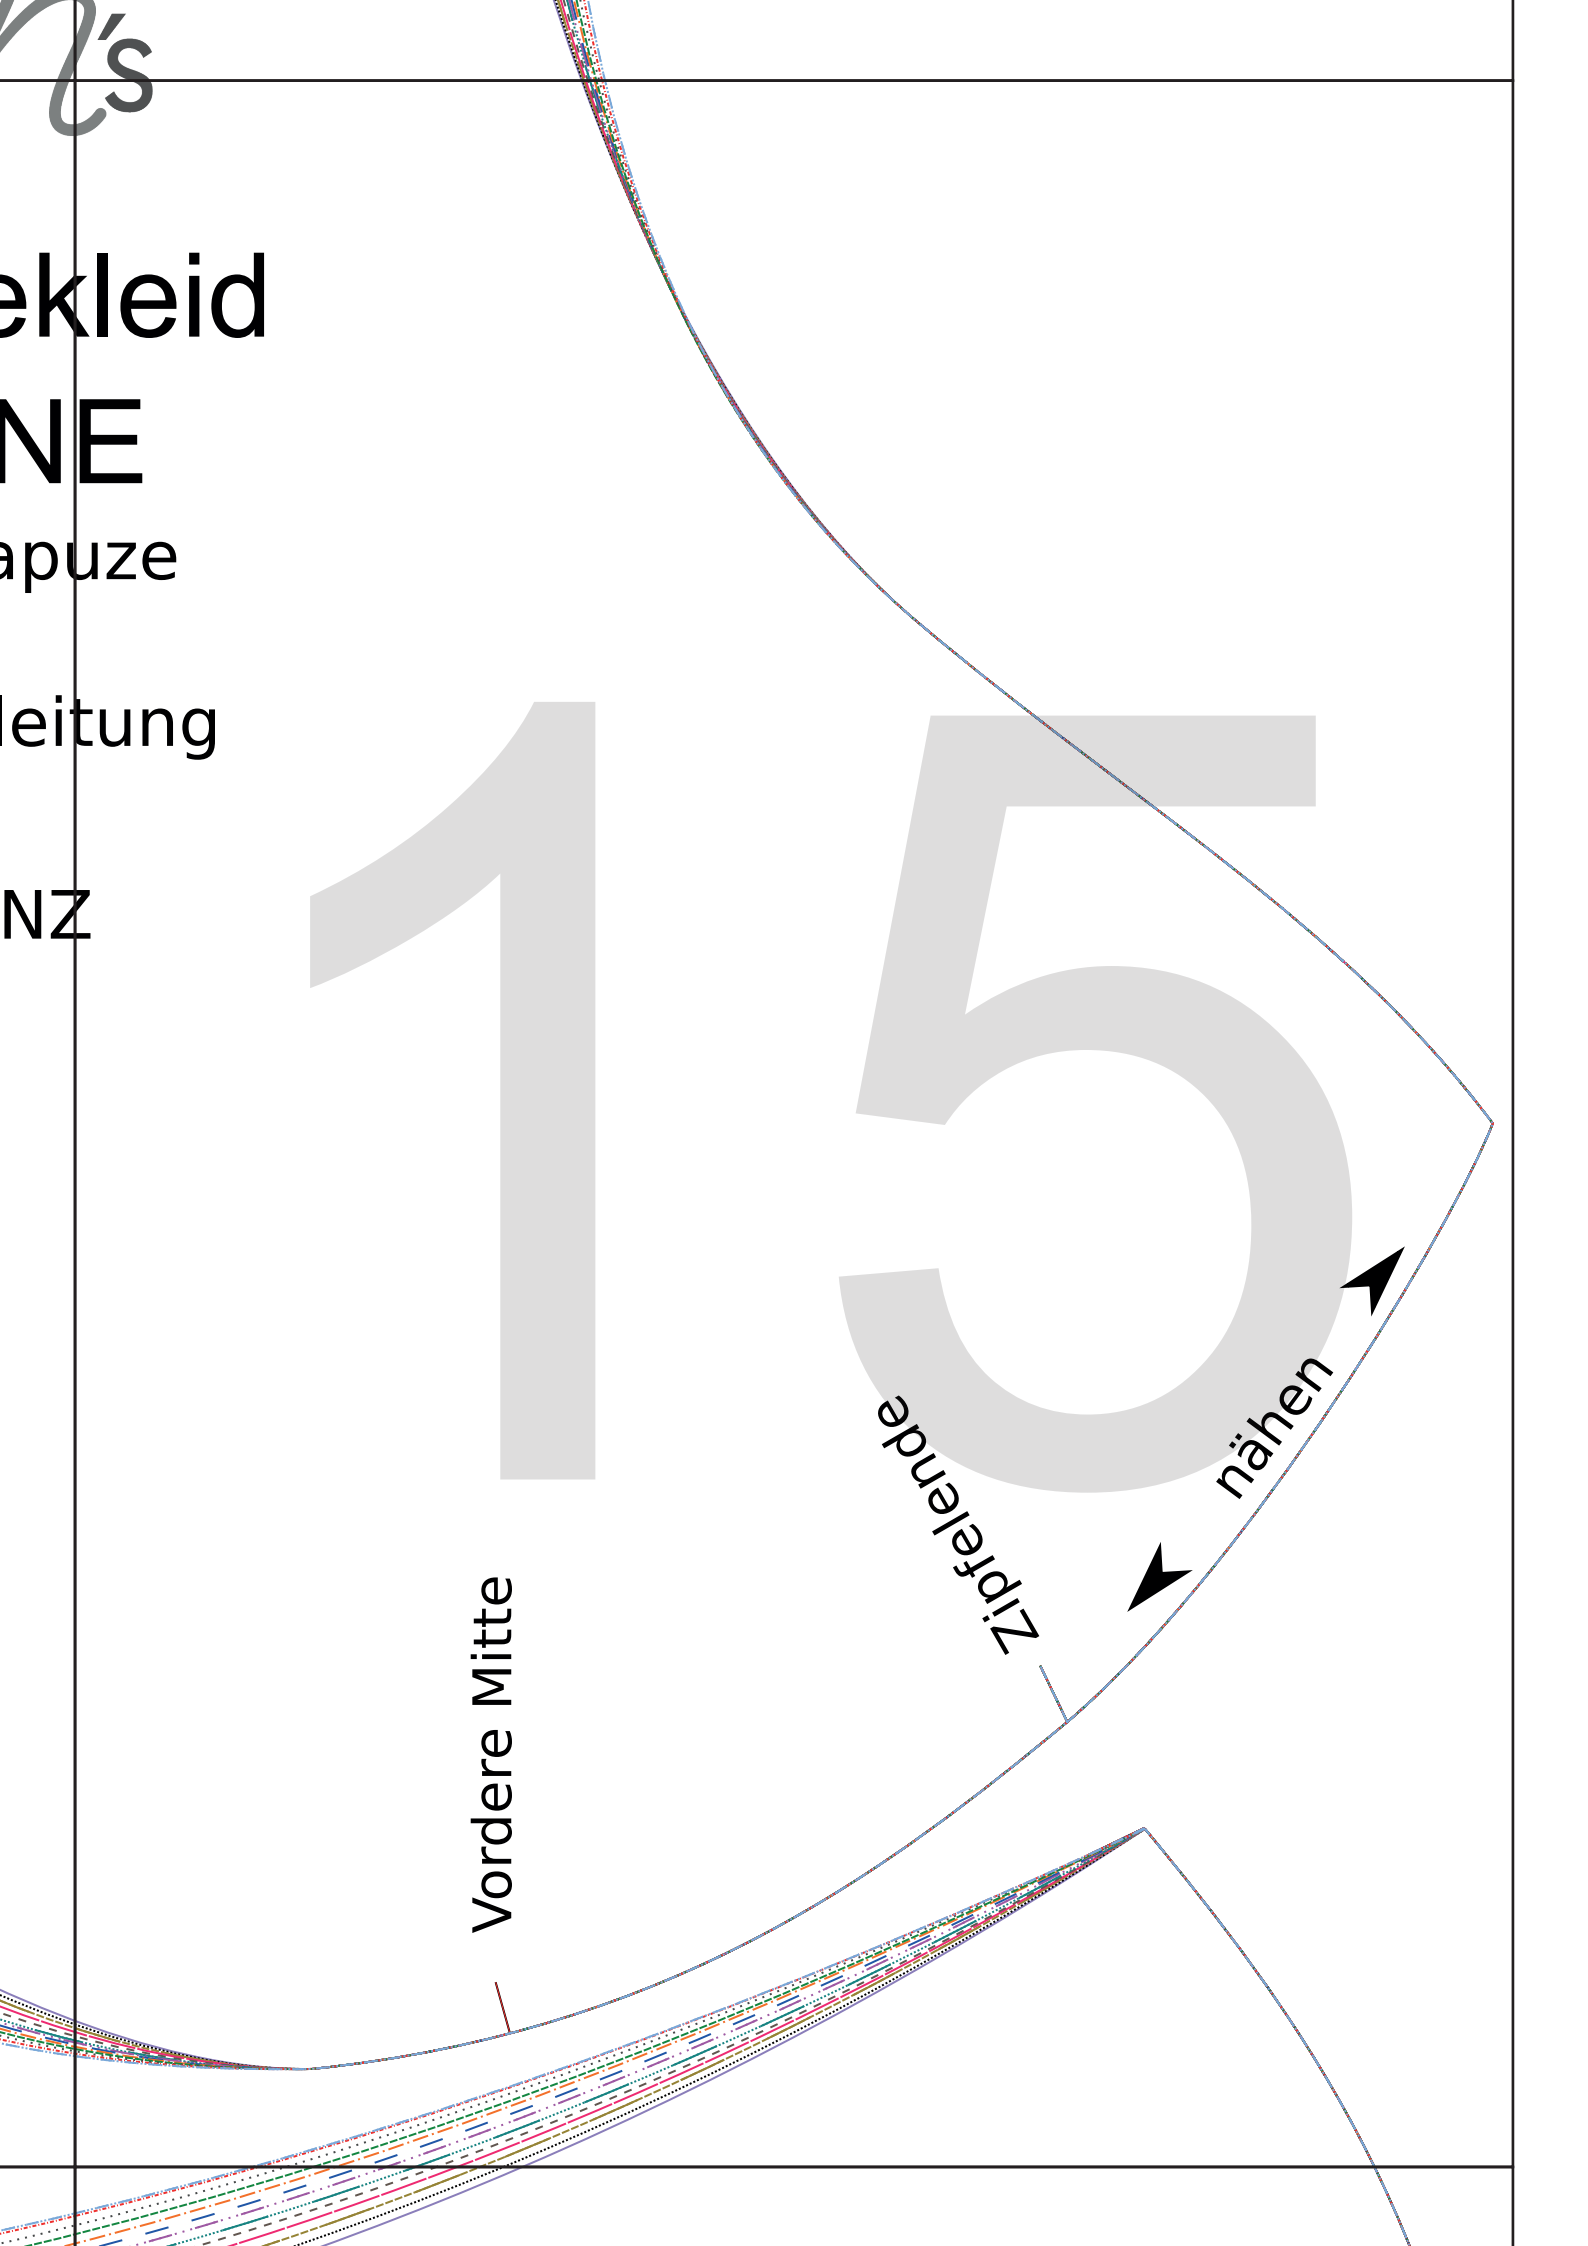 n's
ekleid
NE
apuze
leitung
NZ
15
Zipfelende
nähen
Vordere Mitte